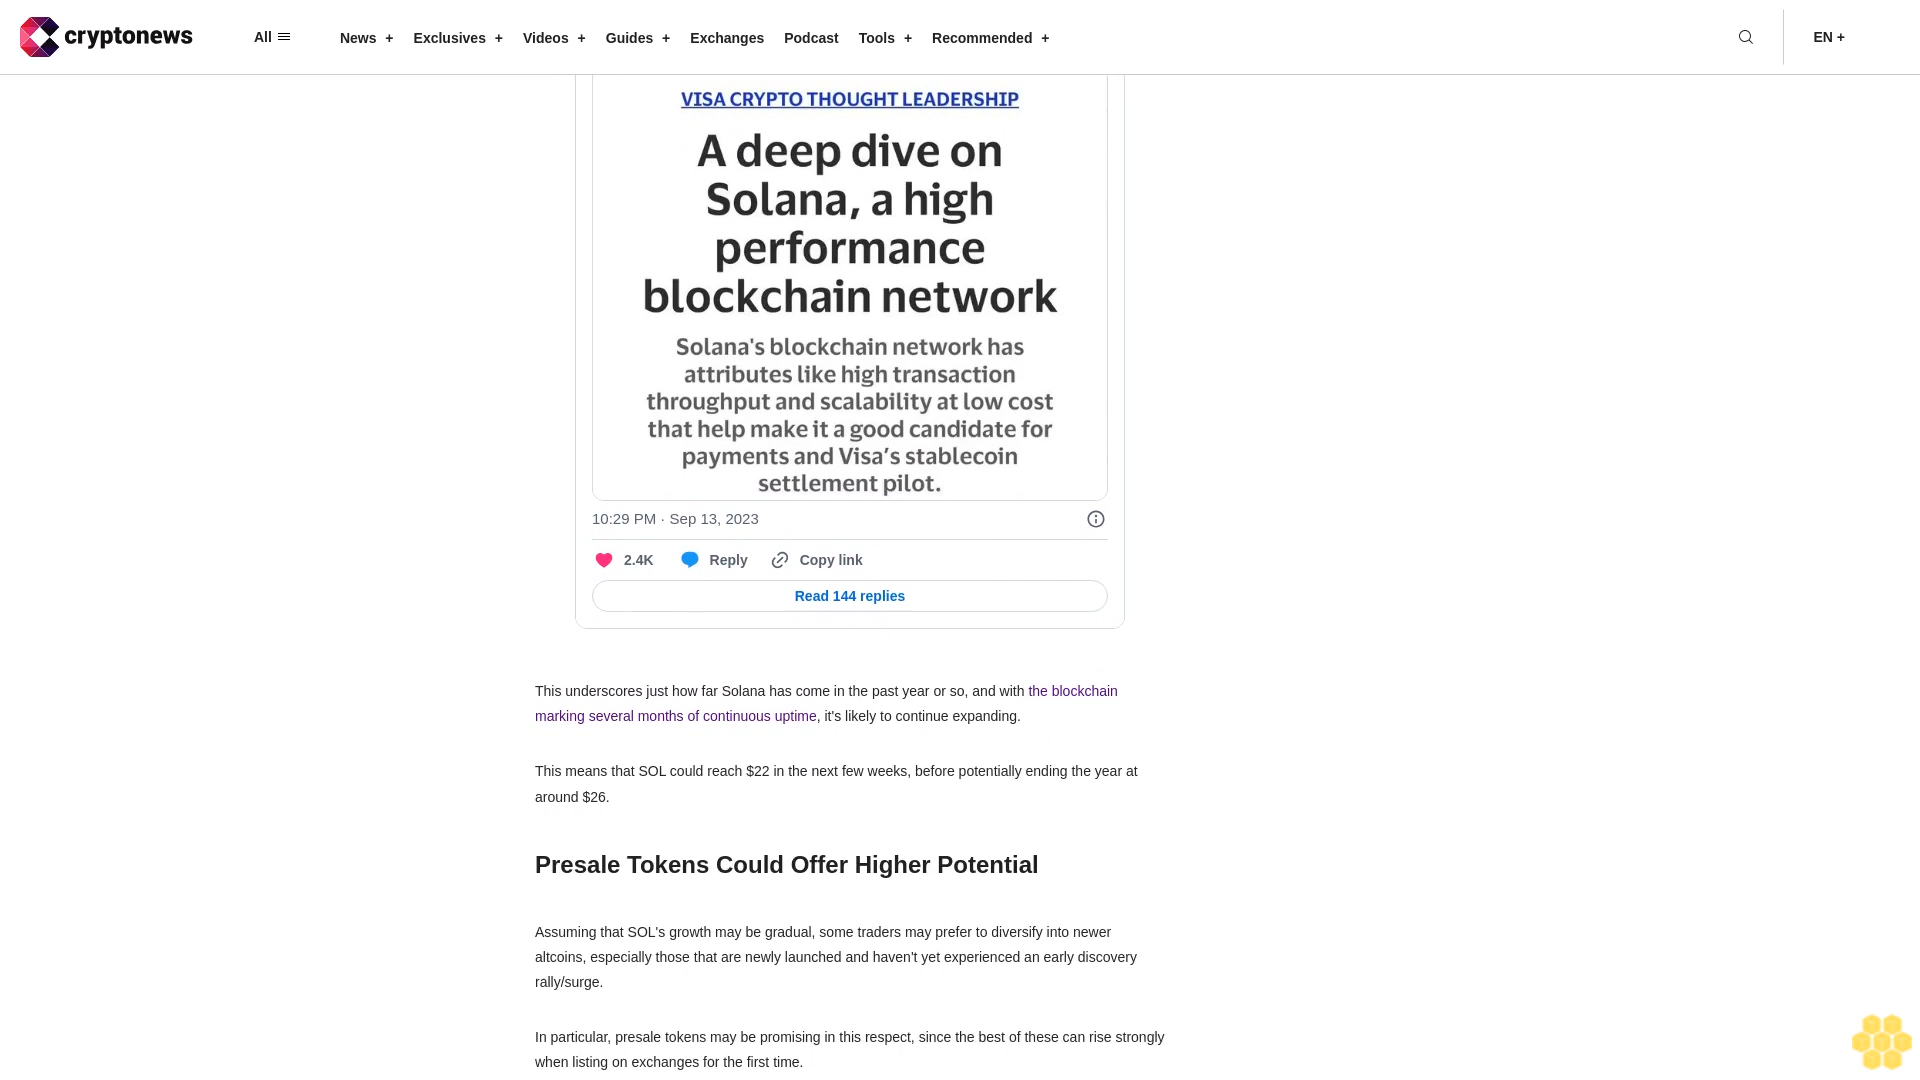 cryptonews
All
News +
Exclusives +
Videos +
Guides +
Exchanges
Podcast
Tools +
Recommended +
EN +
VISA CRYPTO THOUGHT LEADERSHIP
A deep dive on
Solana, a high
performance
blockchain network
Solana's blockchain network has
attributes like high transaction
throughput and scalability at low cost
that help make it a good candidate for
payments and Visa’s stablecoin
settlement pilot.
10:29 PM · Sep 13, 2023
2.4K
Reply
Copy link
Read 144 replies
This underscores just how far Solana has come in the past year or so, and with the blockchain
marking several months of continuous uptime, it's likely to continue expanding.
This means that SOL could reach $22 in the next few weeks, before potentially ending the year at
around $26.
Presale Tokens Could Offer Higher Potential
Assuming that SOL's growth may be gradual, some traders may prefer to diversify into newer
altcoins, especially those that are newly launched and haven't yet experienced an early discovery
rally/surge.
In particular, presale tokens may be promising in this respect, since the best of these can rise strongly
when listing on exchanges for the first time.